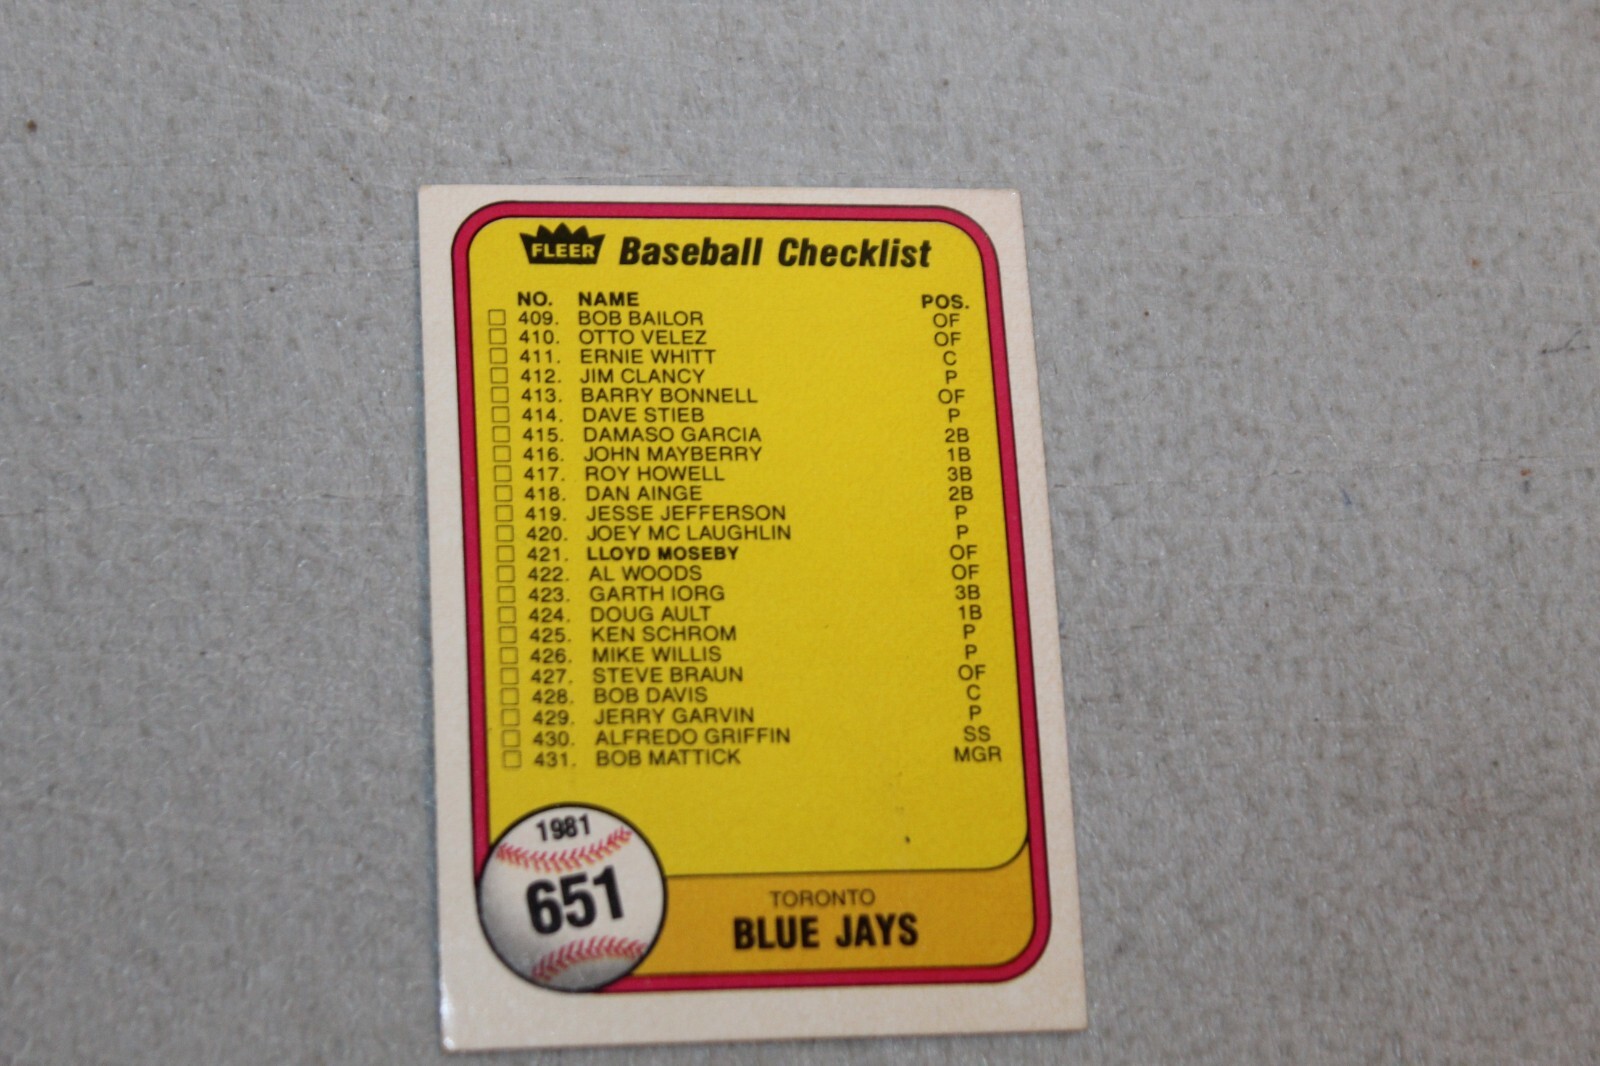 FLEER Baseball Checklist
NO. NAME POS.
409. BOB BAILOR OF
410. OTTO VELEZ OF
411. ERNIE WHITT C
412. JIM CLANCY P
413. BARRY BONNELL OF
414. DAVE STIEB P
415. DAMASO GARCIA 2B
416. JOHN MAYBERRY 1B
417. ROY HOWELL 3B
418. DAN AINGE 2B
419. JESSE JEFFERSON P
420. JOEY MC LAUGHLIN P
421. LLOYD MOSEBY OF
422. AL WOODS OF
423. GARTH IORG 3B
424. DOUG AULT 1B
425. KEN SCHROM P
426. MIKE WILLIS P
427. STEVE BRAUN OF
428. BOB DAVIS C
429. JERRY GARVIN P
430. ALFREDO GRIFFIN SS
431. BOB MATTICK MGR
1981
651
TORONTO
BLUE JAYS